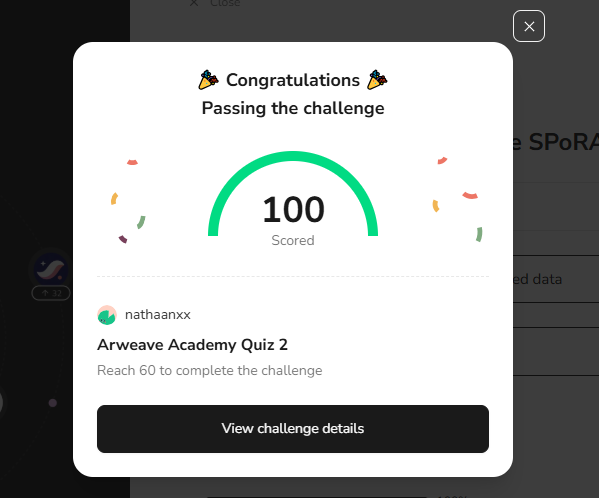 Close
🎉 Congratulations 🎉
Passing the challenge
e SPoRA
100
Scored
ed data
32
nathaanxx
Arweave Academy Quiz 2
Reach 60 to complete the challenge
View challenge details